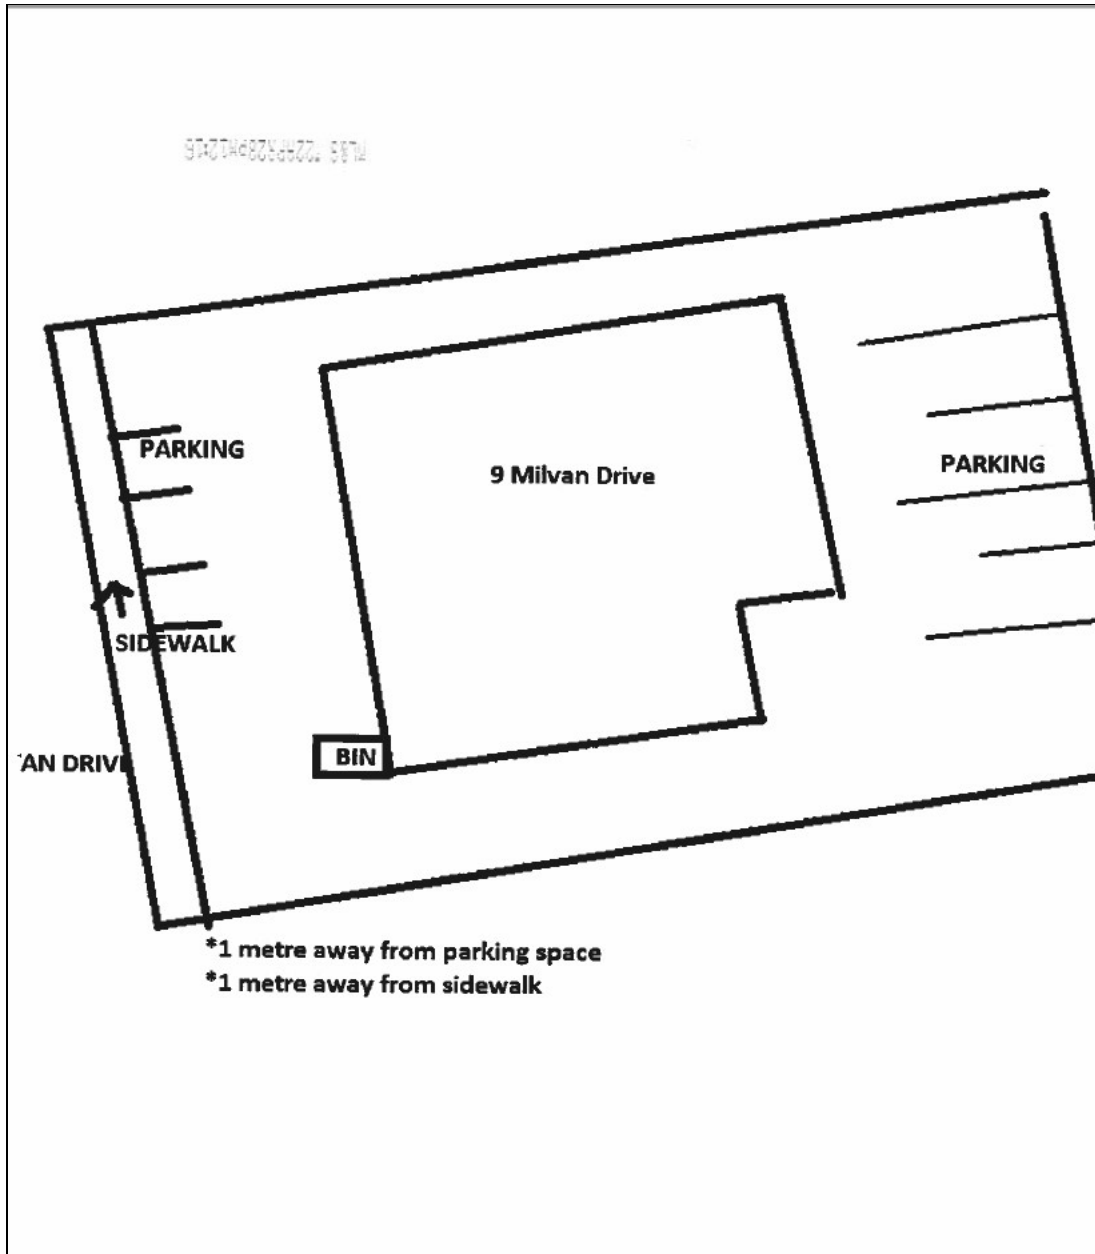 PARKING
9 Milvan Drive
PARKING
SIDEWALK
BIN
AN DRIVE
*1 metre away from parking space
*1 metre away from sidewalk